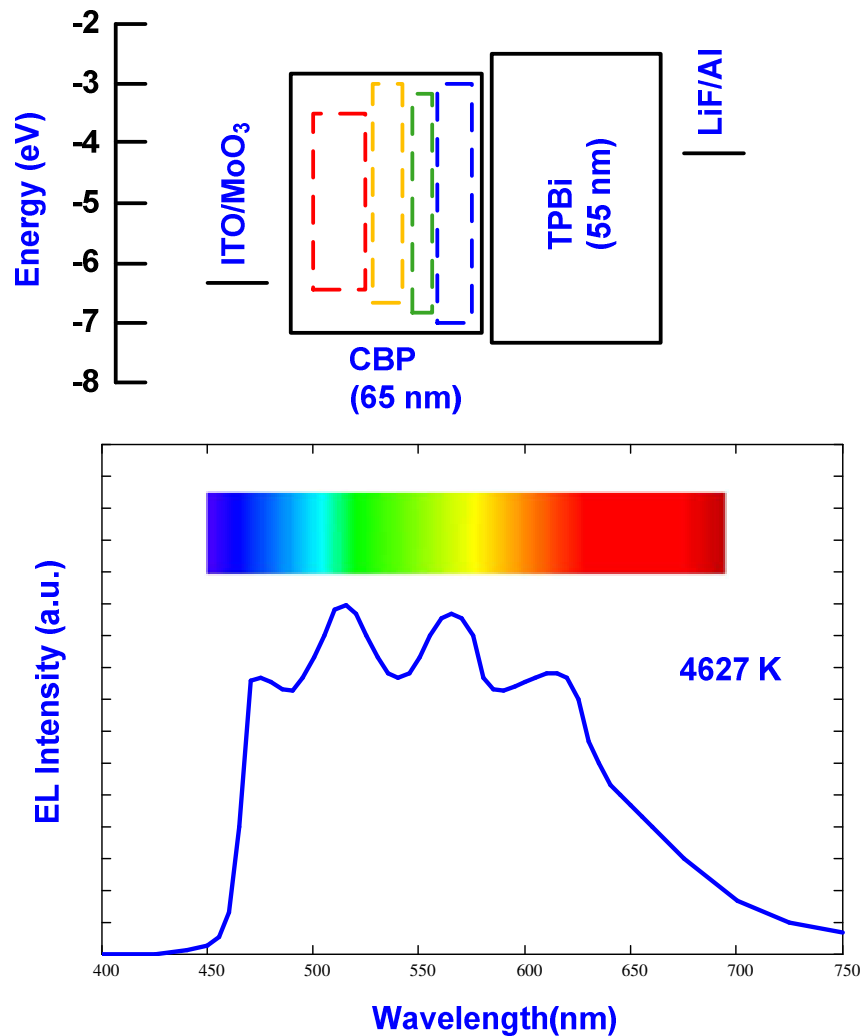 -2
-3
-4
-5
-6
-7
-8
Energy (eV)
ITO/MoO₃
CBP
(65 nm)
TPBi
(55 nm)
LiF/Al
EL Intensity (a.u.)
4627 K
400 450 500 550 600 650 700 750
Wavelength(nm)